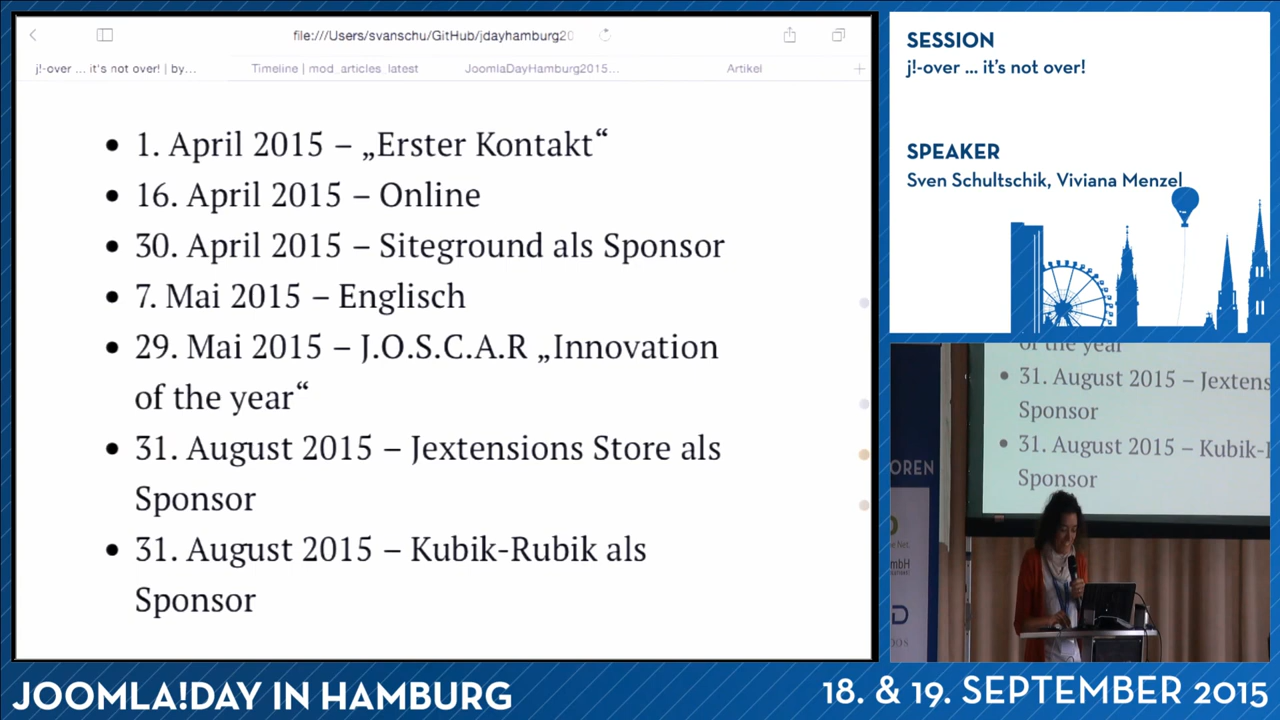 file:///Users/svanschu/GitHub/jdayhamburg20
j!-over ... it's not over! | by...
Timeline | mod_articles_latest
JoomlaDayHamburg2015...
Artikel
• 1. April 2015 – „Erster Kontakt“
• 16. April 2015 – Online
• 30. April 2015 – Siteground als Sponsor
• 7. Mai 2015 – Englisch
• 29. Mai 2015 – J.O.S.C.A.R „Innovation
of the year“
• 31. August 2015 – Jextensions Store als
Sponsor
• 31. August 2015 – Kubik-Rubik als
Sponsor
SESSION
j!-over ... it's not over!
SPEAKER
Sven Schultschik, Viviana Menzel
of the year
• 31. August 2015 – Jextens
Sponsor
• 31. August 2015 – Kubik-
Sponsor
OREN
JOOMLA!DAY IN HAMBURG
18. & 19. SEPTEMBER 2015